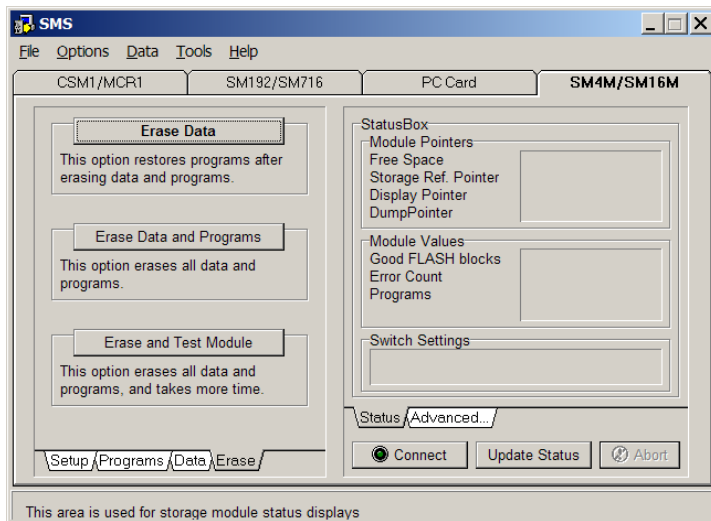 SMS
File Options Data Tools Help
CSM1/MCR1 SM192/SM716 PC Card SM4M/SM16M
Erase Data
This option restores programs after
erasing data and programs.
Erase Data and Programs
This option erases all data and
programs.
Erase and Test Module
This option erases all data and
programs, and takes more time.
Setup Programs Data Erase
StatusBox
Module Pointers
Free Space
Storage Ref. Pointer
Display Pointer
DumpPointer
Module Values
Good FLASH blocks
Error Count
Programs
Switch Settings
Status Advanced...
Connect Update Status Abort
This area is used for storage module status displays